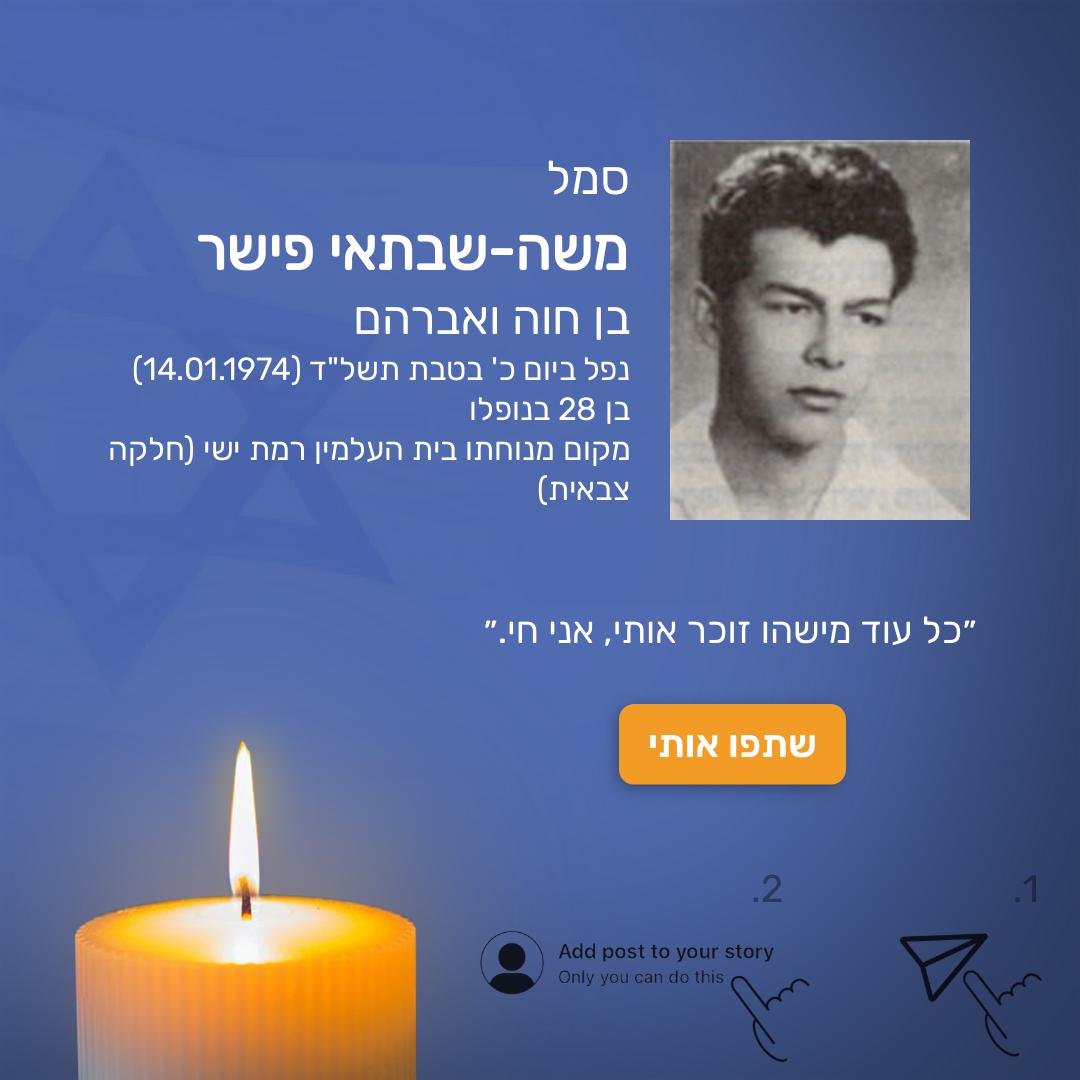 סמל
משה-שבתאי פישר
בן חוה ואברהם
נפל ביום כ' בטבת תשל"ד (14.01.1974)
בן 28 בנופלו
מקום מנוחתו בית העלמין רמת ישי (חלקה
צבאית)
״כל עוד מישהו זוכר אותי, אני חי.״
שתפו אותי
.1
.2
Add post to your story
Only you can do this